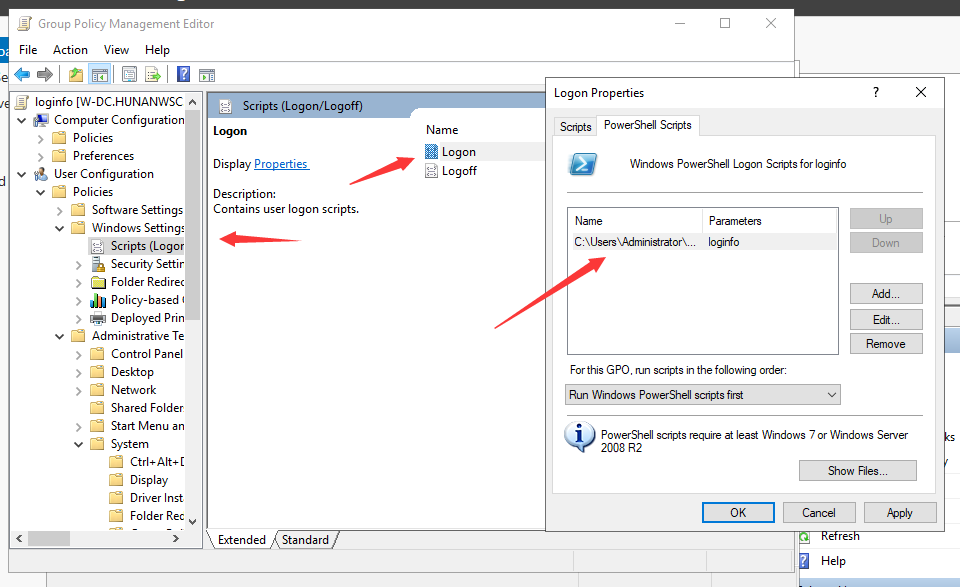 Group Policy Management Editor
File Action View Help
loginfo [W-DC.HUNANWSC
Computer Configuration
Policies
Preferences
User Configuration
Policies
Software Settings
Windows Settings
Scripts (Logor
Security Settin
Folder Redirec
Policy-based
Deployed Prin
Administrative Te
Control Panel
Desktop
Network
Shared Folders
Start Menu an
System
Ctrl+Alt+D
Display
Driver Inst
Folder Red
Scripts (Logon/Logoff)
Logon
Display Properties
Description:
Contains user logon scripts.
Name
Logon
Logoff
Extended Standard
Logon Properties
Scripts PowerShell Scripts
Windows PowerShell Logon Scripts for loginfo
Name Parameters
C:\Users\Administrator\... loginfo
Up
Down
Add...
Edit...
Remove
For this GPO, run scripts in the following order:
Run Windows PowerShell scripts first
PowerShell scripts require at least Windows 7 or Windows Server
2008 R2
Show Files...
OK Cancel Apply
Refresh
Help